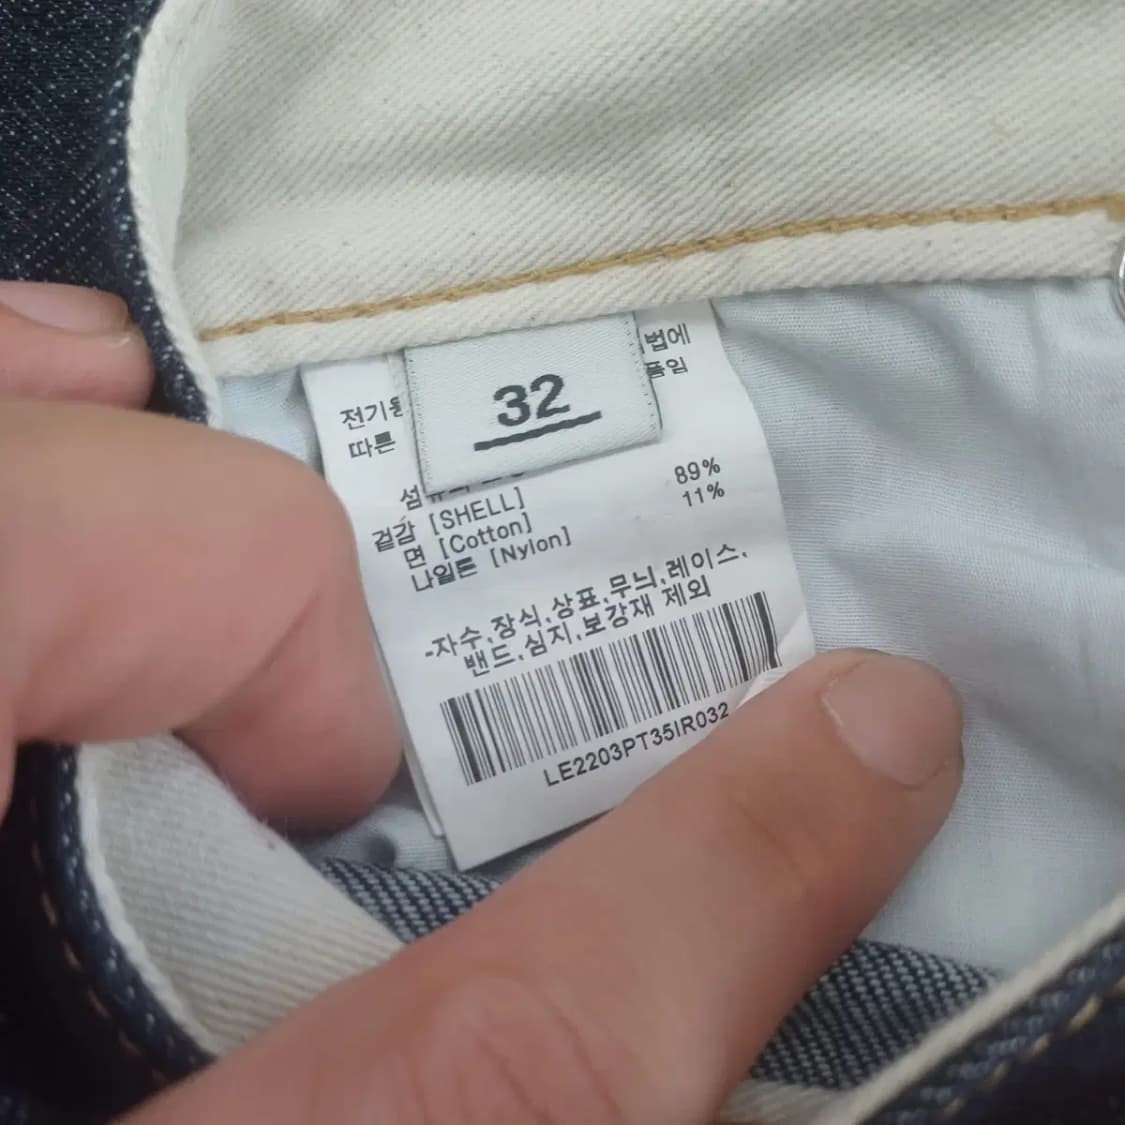 32
법에
품임
전기용
따른
89%
11%
겉감 [SHELL]
면 [Cotton]
나일론 [Nylon]
-자수,장식,상표,무늬,레이스,
밴드,심지,보강재 제외
LE2203PT35IR032